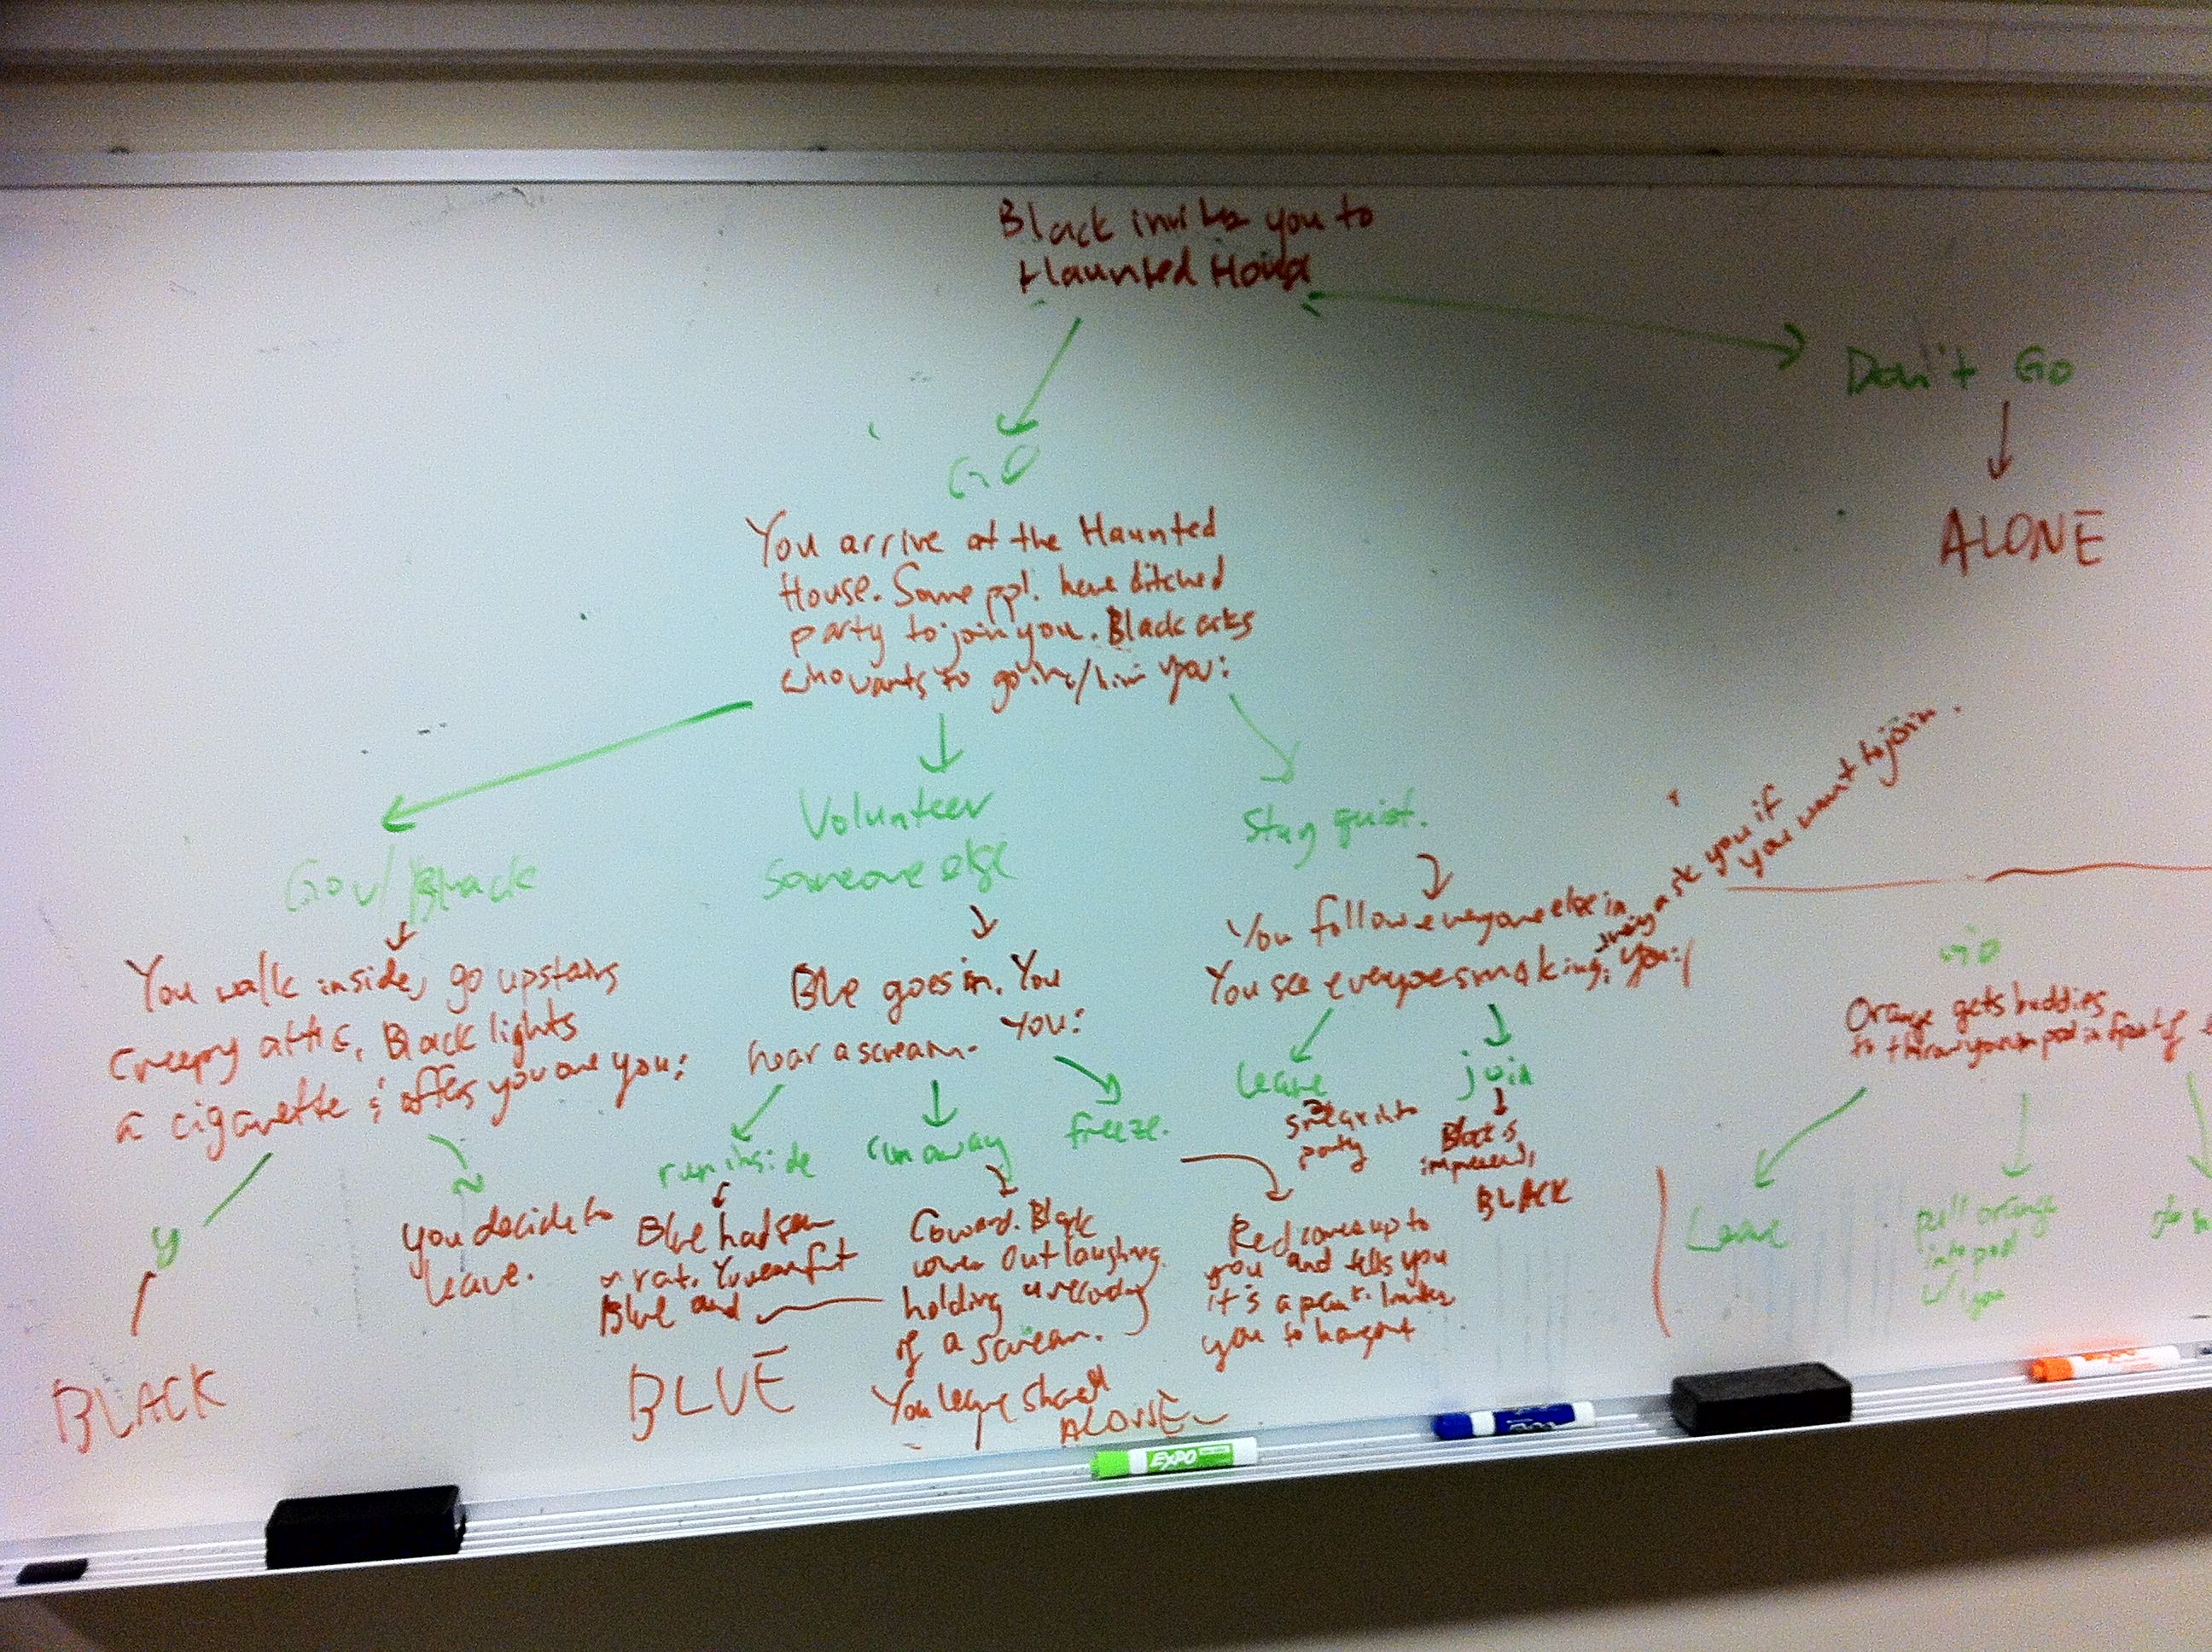 Black invites you to
Haunted House
Don't Go
ALONE
GO
You arrive at the Haunted
House. Some ppl. have ditched
party to join you. Black asks
who wants to go in w/ him you:
Go w/ Black
You walk inside, go upstairs
creepy attic, Black lights
a cigarette & offers you one you:
y
BLACK
N
you decide to
leave.
Volunteer
someone else
Blue goes in. You
hear a scream. You:
run inside
Blue had seen
a rat. You comfort
Blue and
BLUE
run away
Coward. Black
comes out laughing
holding a recording
of a scream.
You leave
ALONE
freeze.
Red comes up to
you and tells you
it's a prank. Invites
you to hangout
Stay quiet.
You follow everyone else in
You see everyone smoking. They ask you if
you want to join.
You:
leave
sneak into
party
join
Black is
impressed,
BLACK
Orange gets buddies
to throw you in pool in front of
Leave
pull orange
into pool
w/ you
EXPO